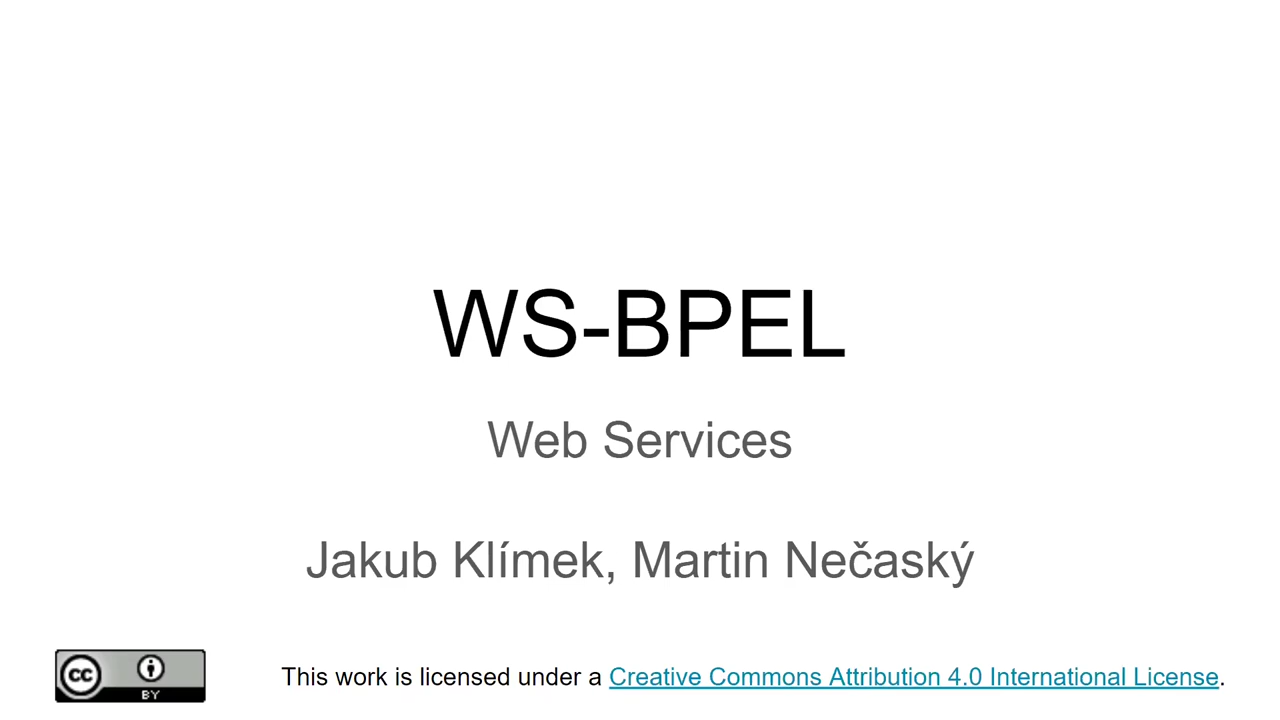 WS-BPEL
Web Services
Jakub Klímek, Martin Nečaský
cc BY
This work is licensed under a Creative Commons Attribution 4.0 International License.